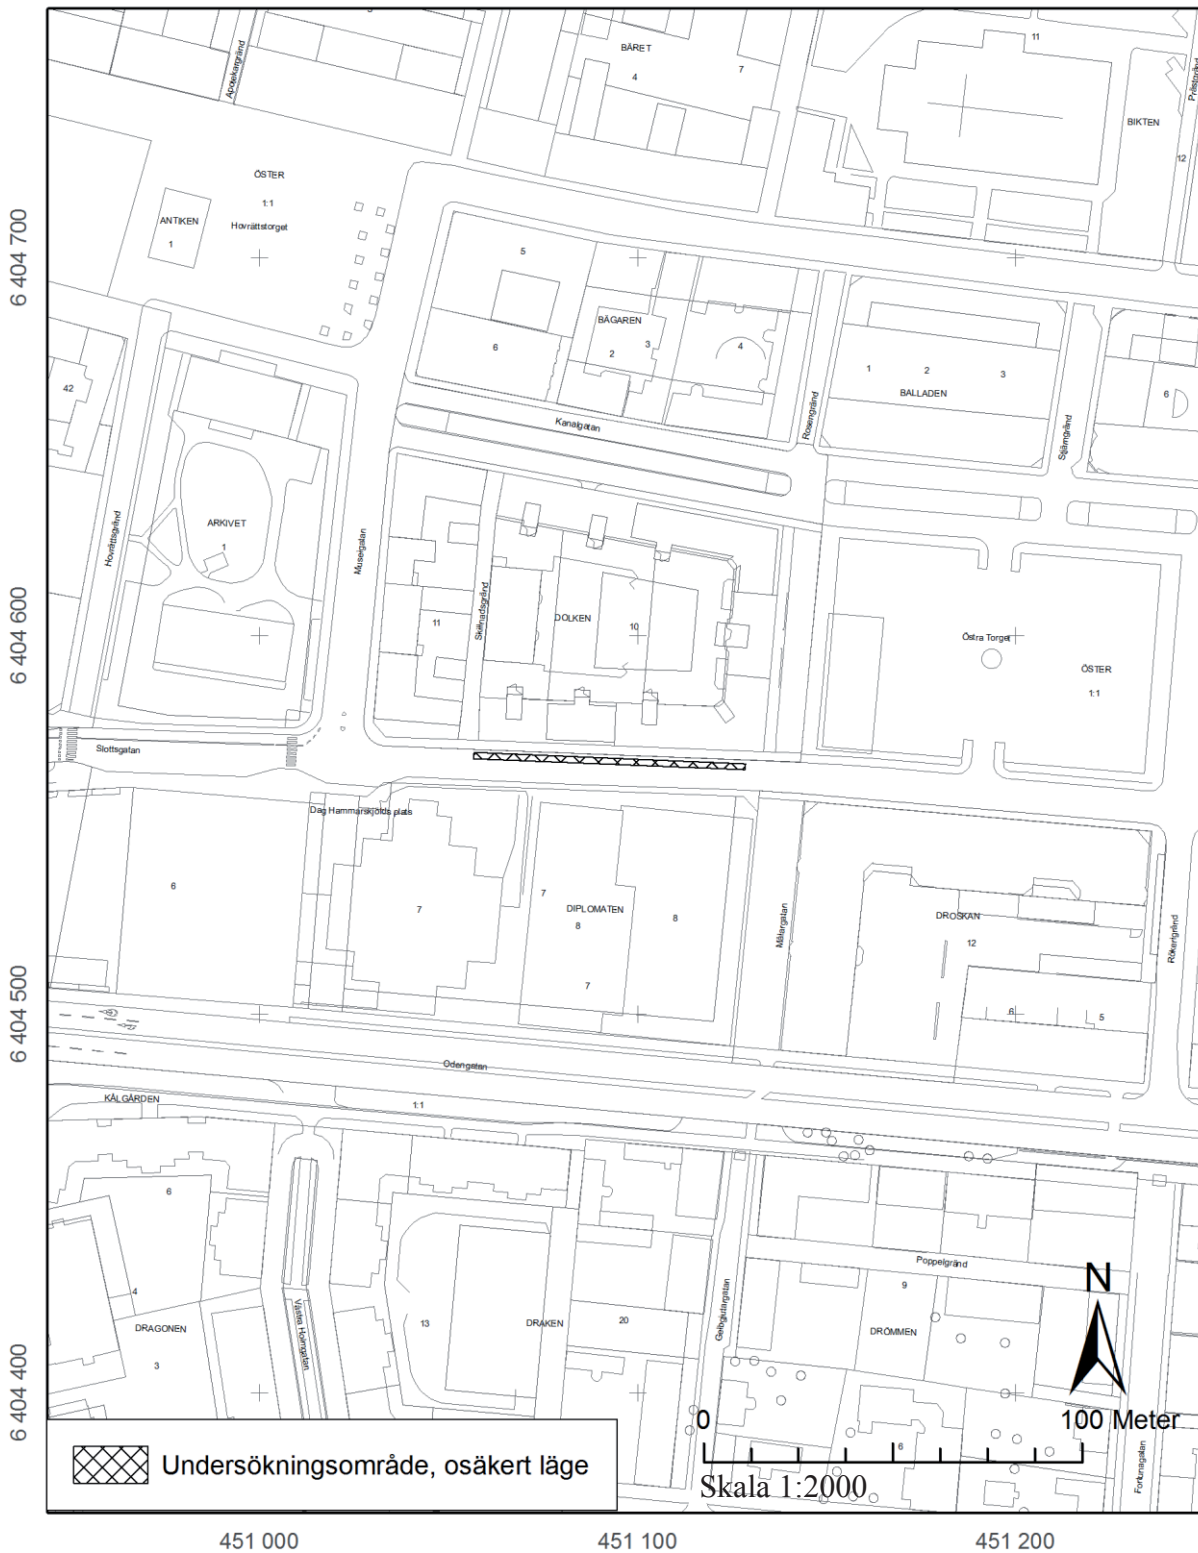 Apotekargränd
BÄRET
4
7
11
Prästgränd
BIKTEN
12
ÖSTER
1:1
Hovrättstorget
ANTIKEN
1
6 404 700
5
BÄGAREN
6
2
3
4
1
2
3
BALLADEN
6
42
Rosengränd
Stjärngränd
Kanalgatan
Hovrättsgränd
ARKIVET
1
Museigatan
Skillnadsgränd
11
DOLKEN
10
6 404 600
Östra Torget
ÖSTER
1:1
Slottsgatan
Dag Hammarskjölds plats
6
7
7
DIPLOMATEN
8
8
7
Målargatan
DROSKAN
12
6
5
Rökerigränd
6 404 500
Odengatan
KÅLGÅRDEN
1:1
6
4
DRAGONEN
3
Västra Holmgatan
13
DRAKEN
20
Gelbgjutargatan
Poppelgränd
9
DRÖMMEN
6
Fortunagatan
6 404 400
N
0
100 Meter
Skala 1:2000
Undersökningsområde, osäkert läge
451 000
451 100
451 200